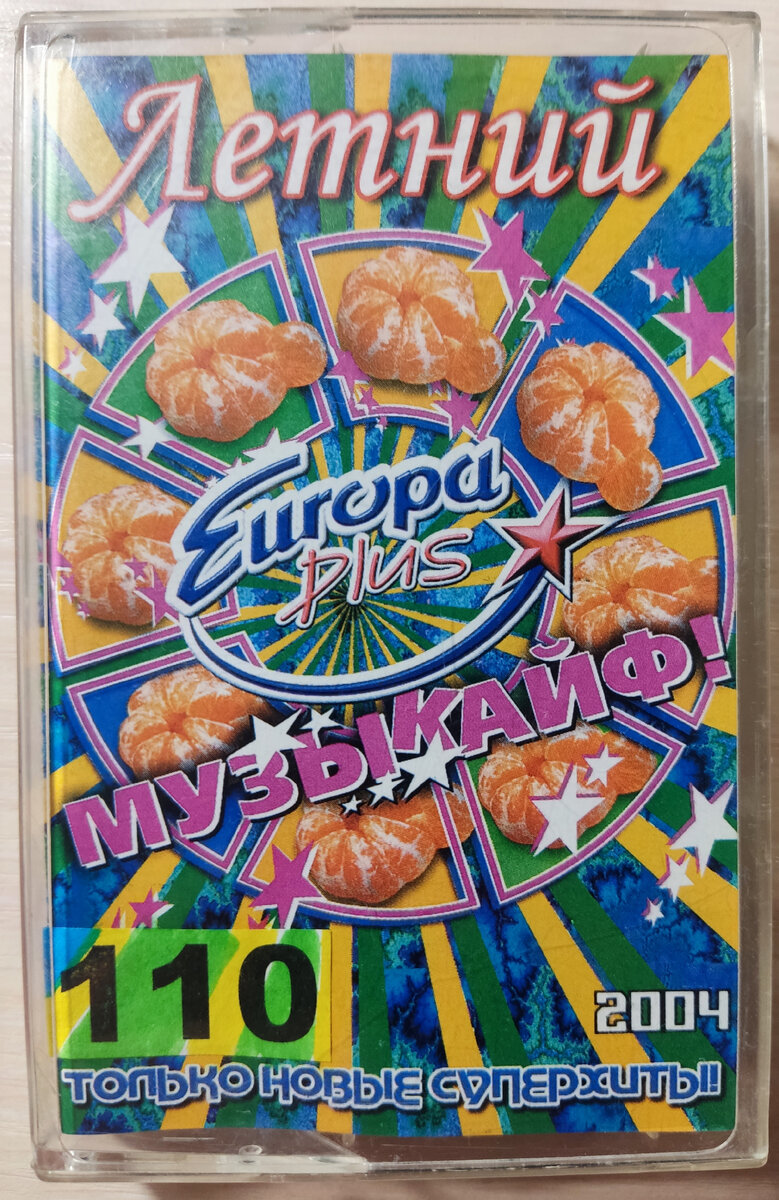 Летний
Europa
plus
МУЗЫКАЙФ!
110
2004
ТОЛЬКО НОВЫЕ СУПЕРХИТЫ!